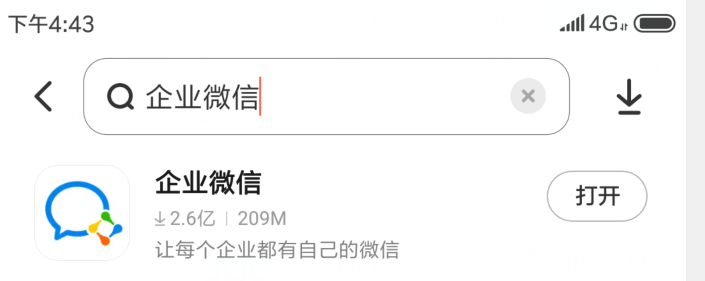 下午4:43 4G
企业微信
企业微信
2.6亿 | 209M
打开
让每个企业都有自己的微信